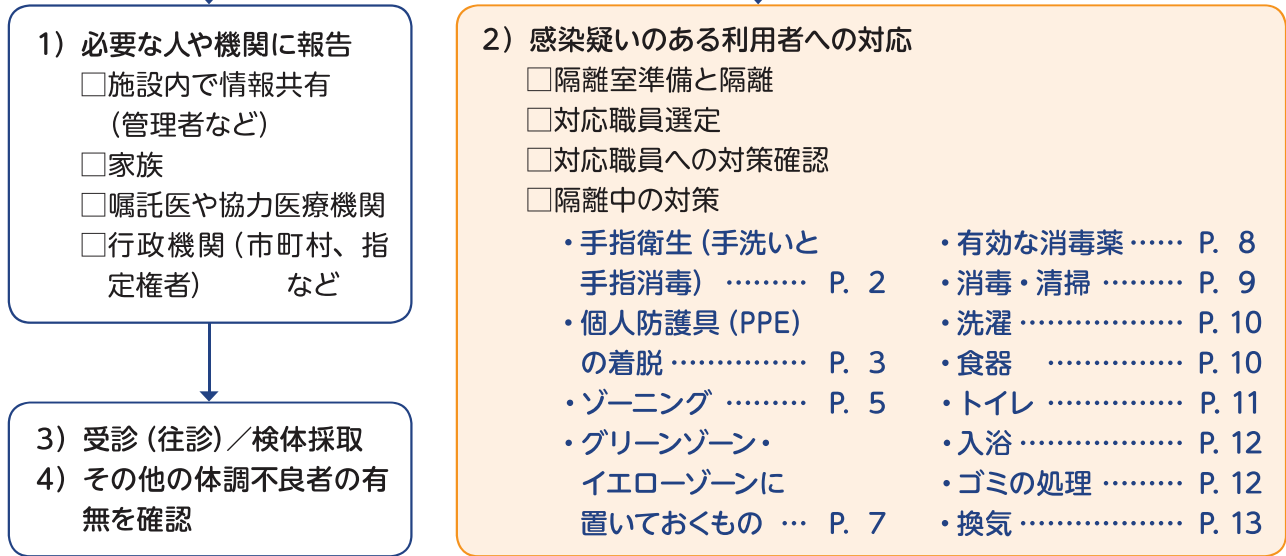 1）必要な人や機関に報告
□施設内で情報共有
（管理者など）
□家族
□嘱託医や協力医療機関
□行政機関（市町村、指
定権者）　　　など
3）受診（往診）／検体採取
4）その他の体調不良者の有
無を確認
2）感染疑いのある利用者への対応
□隔離室準備と隔離
□対応職員選定
□対応職員への対策確認
□隔離中の対策
・手指衛生（手洗いと
手指消毒） ……… P. 2
・個人防護具（PPE）
の着脱 …………… P. 3
・ゾーニング ……… P. 5
・グリーンゾーン・
イエローゾーンに
置いておくもの … P. 7
・有効な消毒薬 …… P. 8
・消毒・清掃 ……… P. 9
・洗濯 ……………… P. 10
・食器 …………… P. 10
・トイレ …………… P. 11
・入浴 ……………… P. 12
・ゴミの処理 ……… P. 12
・換気 ……………… P. 13